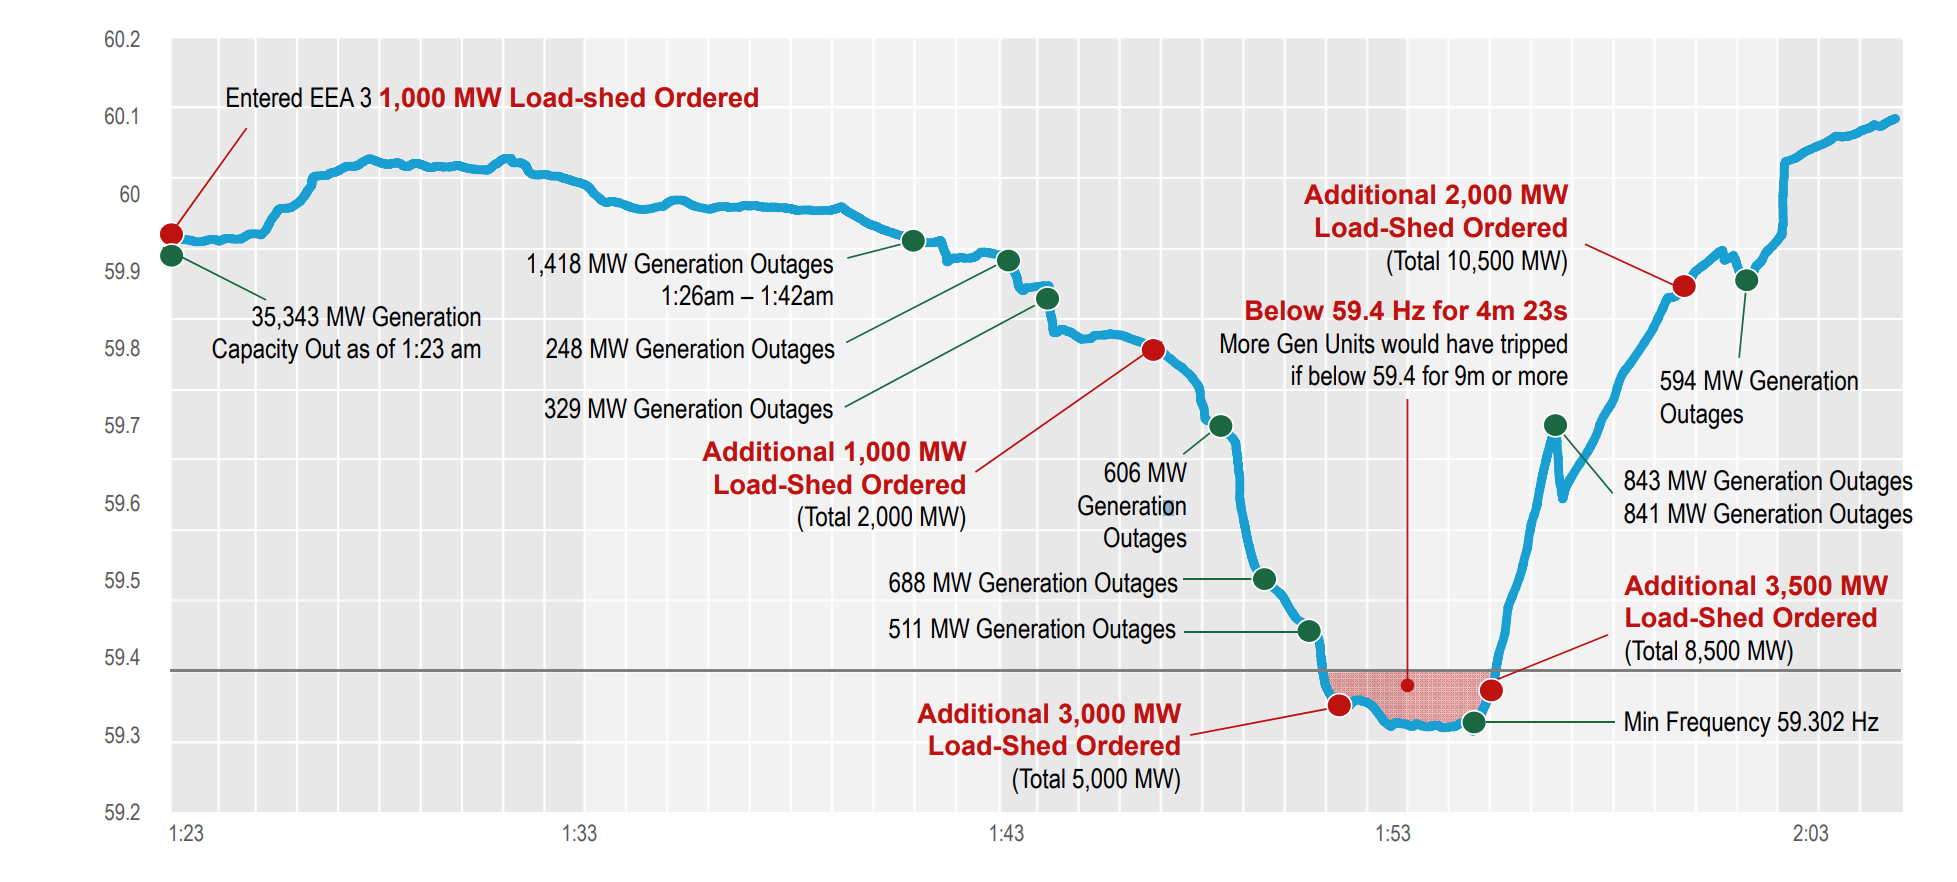 60.2
60.1
60
59.9
59.8
59.7
59.6
59.5
59.4
59.3
59.2
Entered EEA 3 1,000 MW Load-shed Ordered
35,343 MW Generation
Capacity Out as of 1:23 am
1,418 MW Generation Outages
1:26am – 1:42am
248 MW Generation Outages
329 MW Generation Outages
Additional 1,000 MW
Load-Shed Ordered
(Total 2,000 MW)
606 MW
Generation
Outages
688 MW Generation Outages
511 MW Generation Outages
Additional 3,000 MW
Load-Shed Ordered
(Total 5,000 MW)
Additional 2,000 MW
Load-Shed Ordered
(Total 10,500 MW)
Below 59.4 Hz for 4m 23s
More Gen Units would have tripped
if below 59.4 for 9m or more
594 MW Generation
Outages
843 MW Generation Outages
841 MW Generation Outages
Additional 3,500 MW
Load-Shed Ordered
(Total 8,500 MW)
Min Frequency 59.302 Hz
1:23
1:33
1:43
1:53
2:03